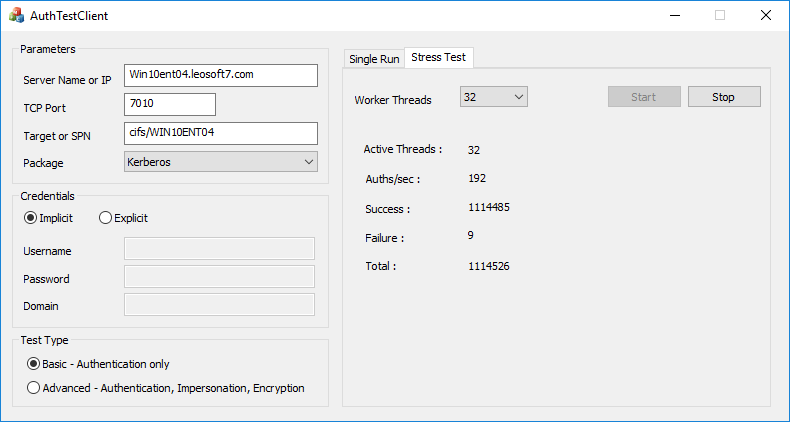 AuthTestClient
Parameters
Server Name or IP Win10ent04.leosoft7.com
TCP Port 7010
Target or SPN cifs/WIN10ENT04
Package Kerberos
Credentials
Implicit Explicit
Username
Password
Domain
Test Type
Basic - Authentication only
Advanced - Authentication, Impersonation, Encryption
Single Run Stress Test
Worker Threads 32 Start Stop
Active Threads : 32
Auths/sec : 192
Success : 1114485
Failure : 9
Total : 1114526